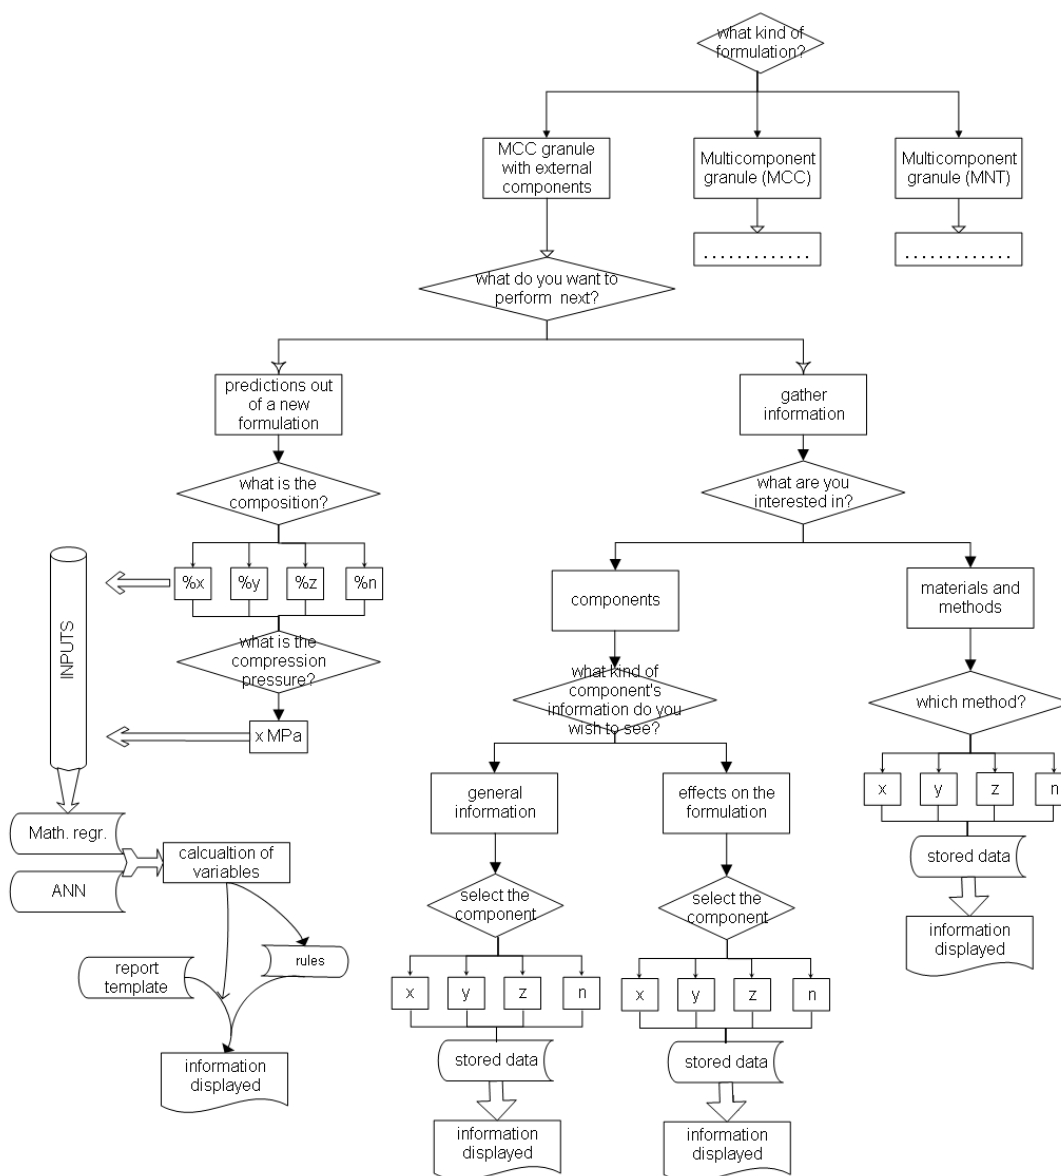 what kind of
formulation?
MCC granule
with external
components
Multicomponent
granule (MCC)
Multicomponent
granule (MNT)
.............
.............
what do you want to
perform next?
predictions out
of a new
formulation
gather
information
what is the
composition?
what are you
interested in?
%x
%y
%z
%n
components
materials and
methods
INPUTS
what is the
compression
pressure?
x MPa
what kind of
component's
information do you
wish to see?
which method?
x
y
z
n
general
information
effects on the
formulation
Math. regr.
ANN
calcualtion of
variables
stored data
select the
component
select the
component
information
displayed
report
template
rules
x
y
z
n
x
y
z
n
stored data
stored data
information
displayed
information
displayed
information
displayed